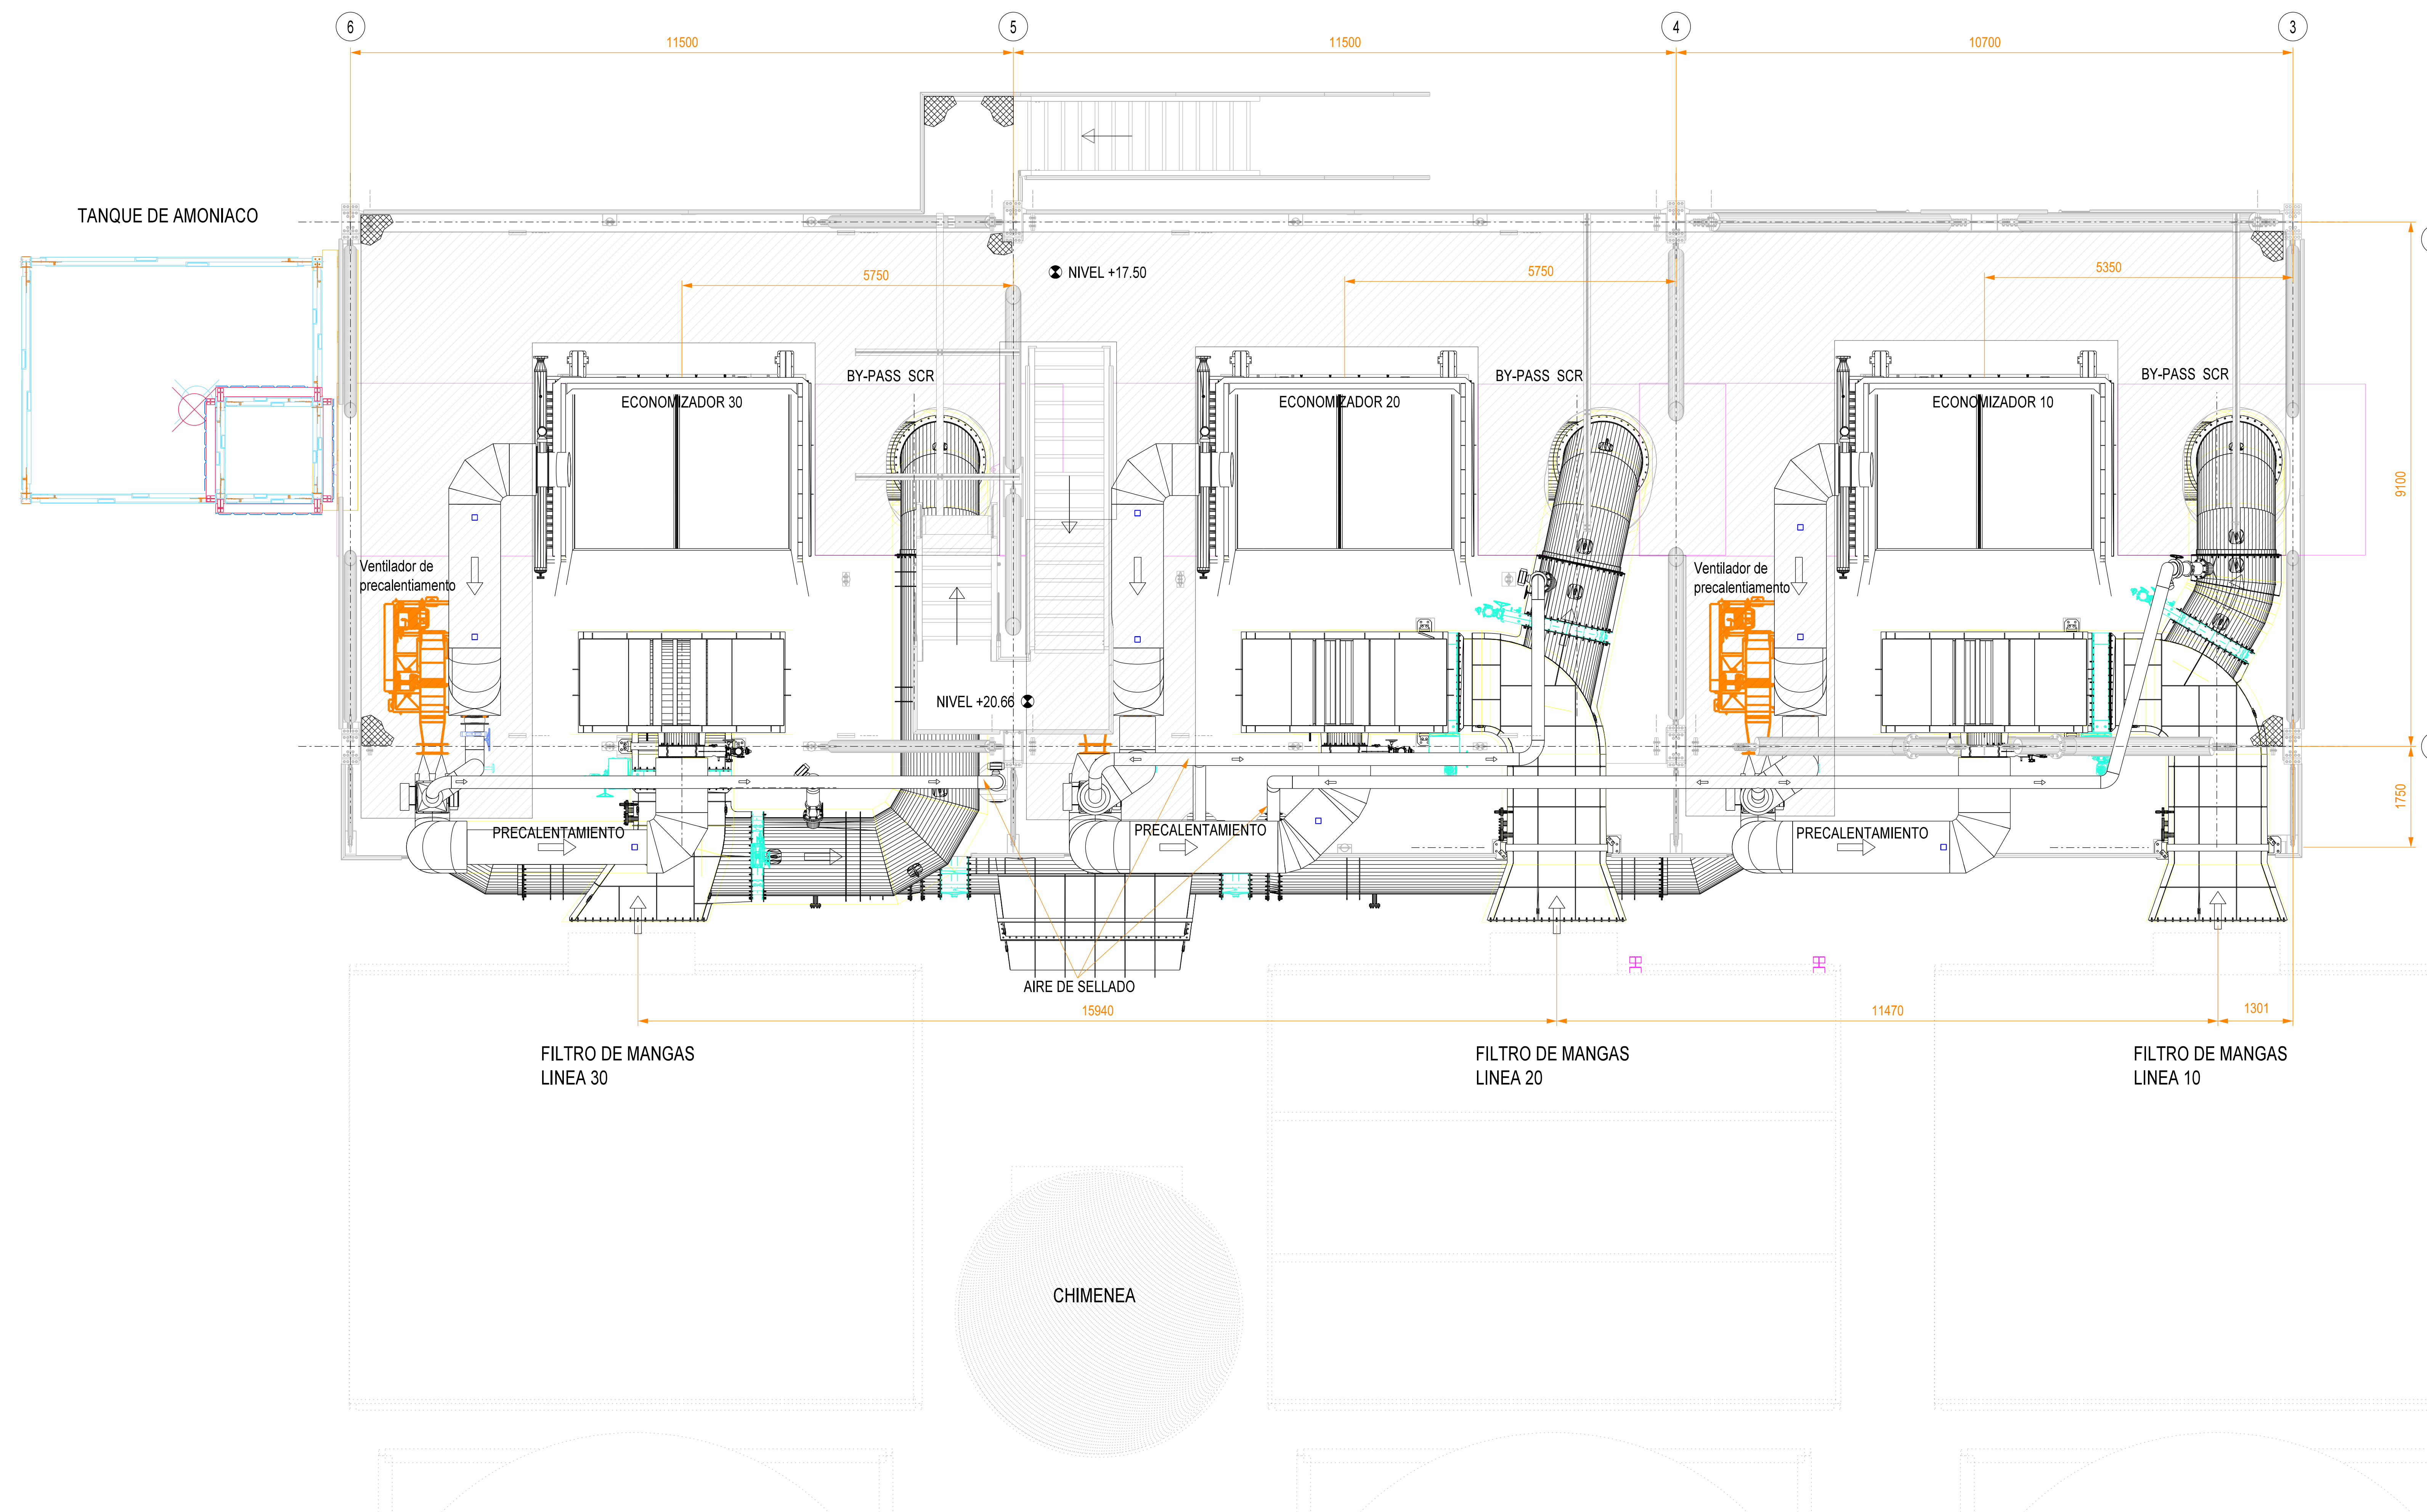 6
5
4
3
11500
11500
10700
TANQUE DE AMONIACO
NIVEL +17.50
5750
5750
5350
BY-PASS SCR
BY-PASS SCR
BY-PASS SCR
ECONOMIZADOR 30
ECONOMIZADOR 20
ECONOMIZADOR 10
9100
Ventilador de
precalentiamento
Ventilador de
precalentiamento
NIVEL +20.66
1750
PRECALENTAMIENTO
PRECALENTAMIENTO
PRECALENTAMIENTO
AIRE DE SELLADO
15940
11470
1301
FILTRO DE MANGAS
LINEA 30
FILTRO DE MANGAS
LINEA 20
FILTRO DE MANGAS
LINEA 10
CHIMENEA